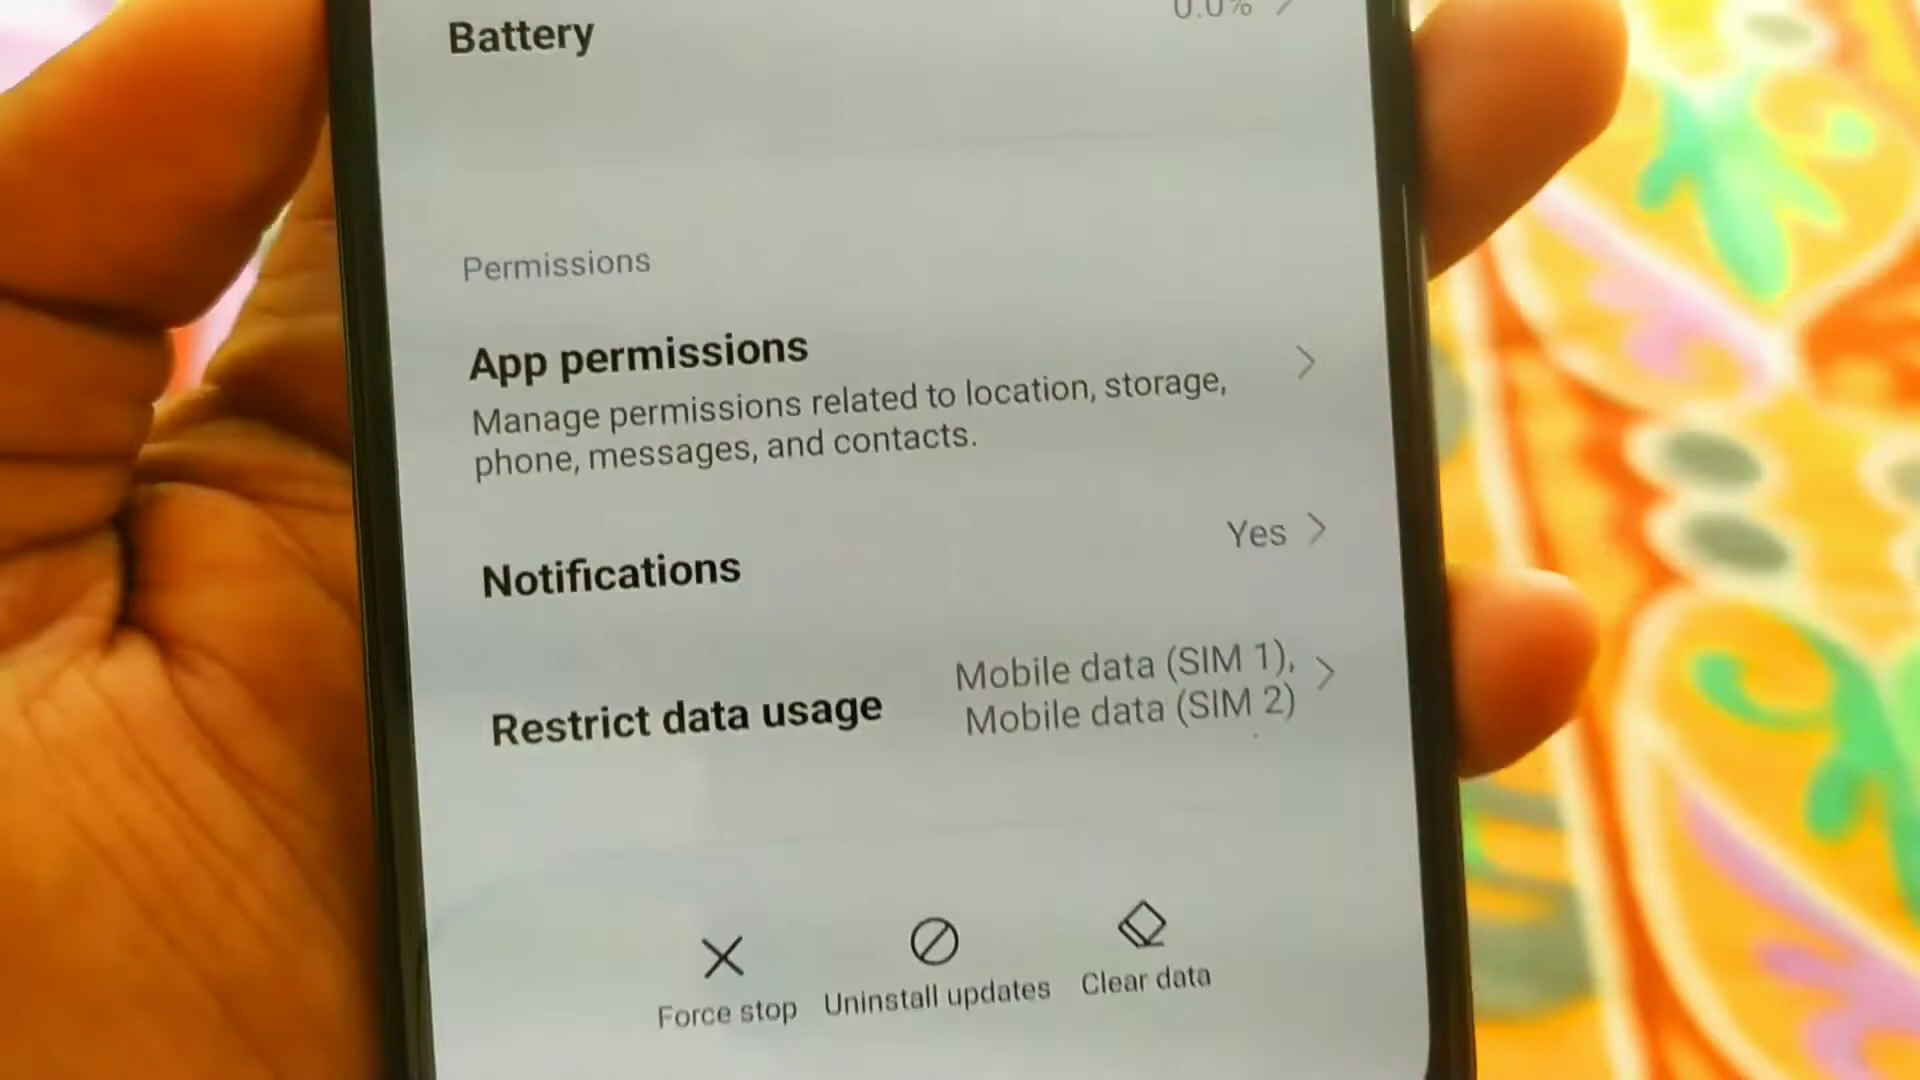 Battery
0.0%
Permissions
App permissions
Manage permissions related to location, storage,
phone, messages, and contacts.
Notifications
Yes
Restrict data usage
Mobile data (SIM 1),
Mobile data (SIM 2)
Force stop
Uninstall updates
Clear data